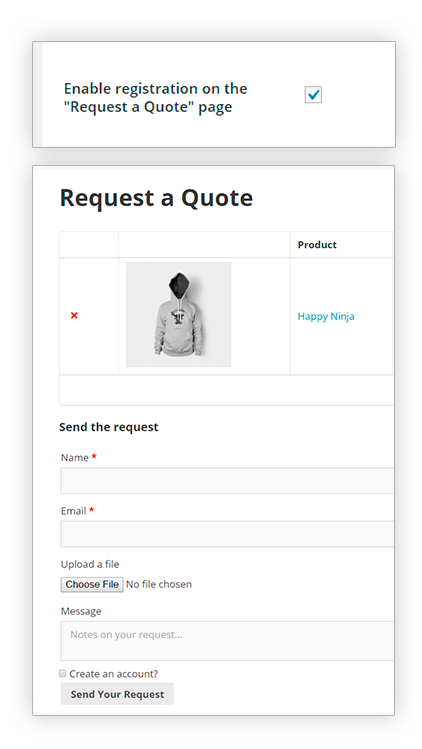 Enable registration on the
"Request a Quote" page
Request a Quote
Product
× Happy Ninja
Send the request
Name *
Email *
Upload a file
Choose File No file chosen
Message
Notes on your request...
Create an account?
Send Your Request